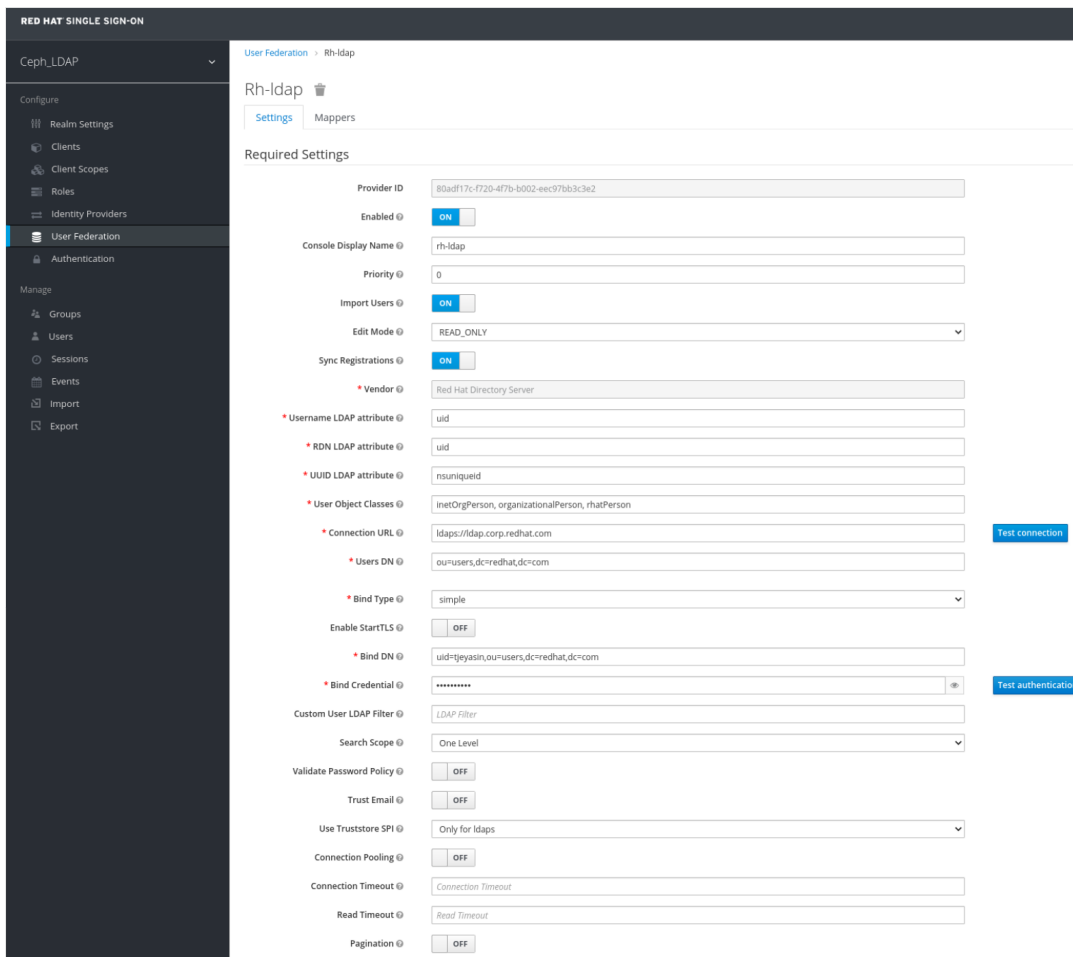 RED HAT SINGLE SIGN-ON
Ceph_LDAP
Configure
Realm Settings
Clients
Client Scopes
Roles
Identity Providers
User Federation
Authentication
Manage
Groups
Users
Sessions
Events
Import
Export
User Federation > Rh-ldap
Rh-ldap
Settings Mappers
Required Settings
Provider ID 80adf17c-f720-4f7b-b002-eec97bb3c3e2
Enabled ON
Console Display Name rh-ldap
Priority 0
Import Users ON
Edit Mode READ_ONLY
Sync Registrations ON
* Vendor Red Hat Directory Server
* Username LDAP attribute uid
* RDN LDAP attribute uid
* UUID LDAP attribute nsuniqueid
* User Object Classes inetOrgPerson, organizationalPerson, rhatPerson
* Connection URL ldaps://ldap.corp.redhat.com Test connection
* Users DN ou=users,dc=redhat,dc=com
* Bind Type simple
Enable StartTLS OFF
* Bind DN uid=tjeyasin,ou=users,dc=redhat,dc=com
* Bind Credential •••••••••• Test authenticatio
Custom User LDAP Filter LDAP Filter
Search Scope One Level
Validate Password Policy OFF
Trust Email OFF
Use Truststore SPI Only for ldaps
Connection Pooling OFF
Connection Timeout Connection Timeout
Read Timeout Read Timeout
Pagination OFF